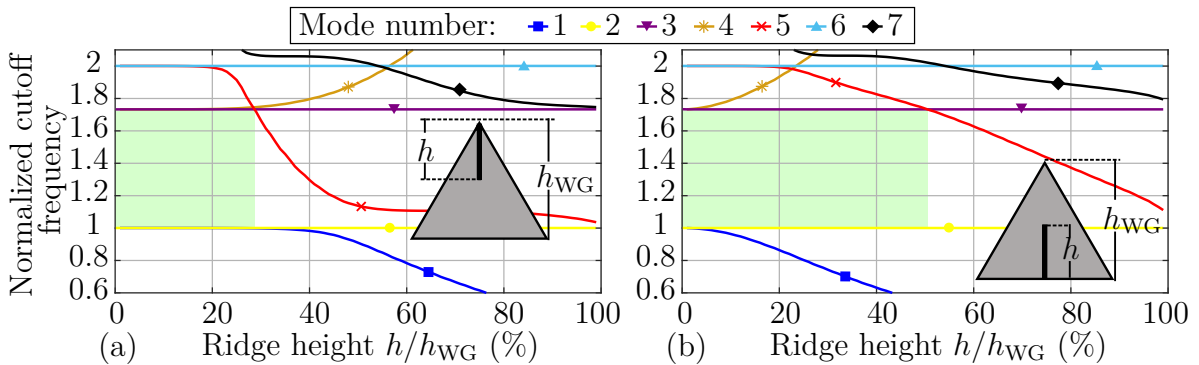 Mode number: 1 2 3 4 5 6 7
Normalized cutoff
frequency
2
1.8
1.6
1.4
1.2
1
0.8
0.6
0 20 40 60 80 100
h
h_WG
(a) Ridge height h/h_WG (%)
2
1.8
1.6
1.4
1.2
1
0.8
0.6
0 20 40 60 80 100
h
h_WG
(b) Ridge height h/h_WG (%)